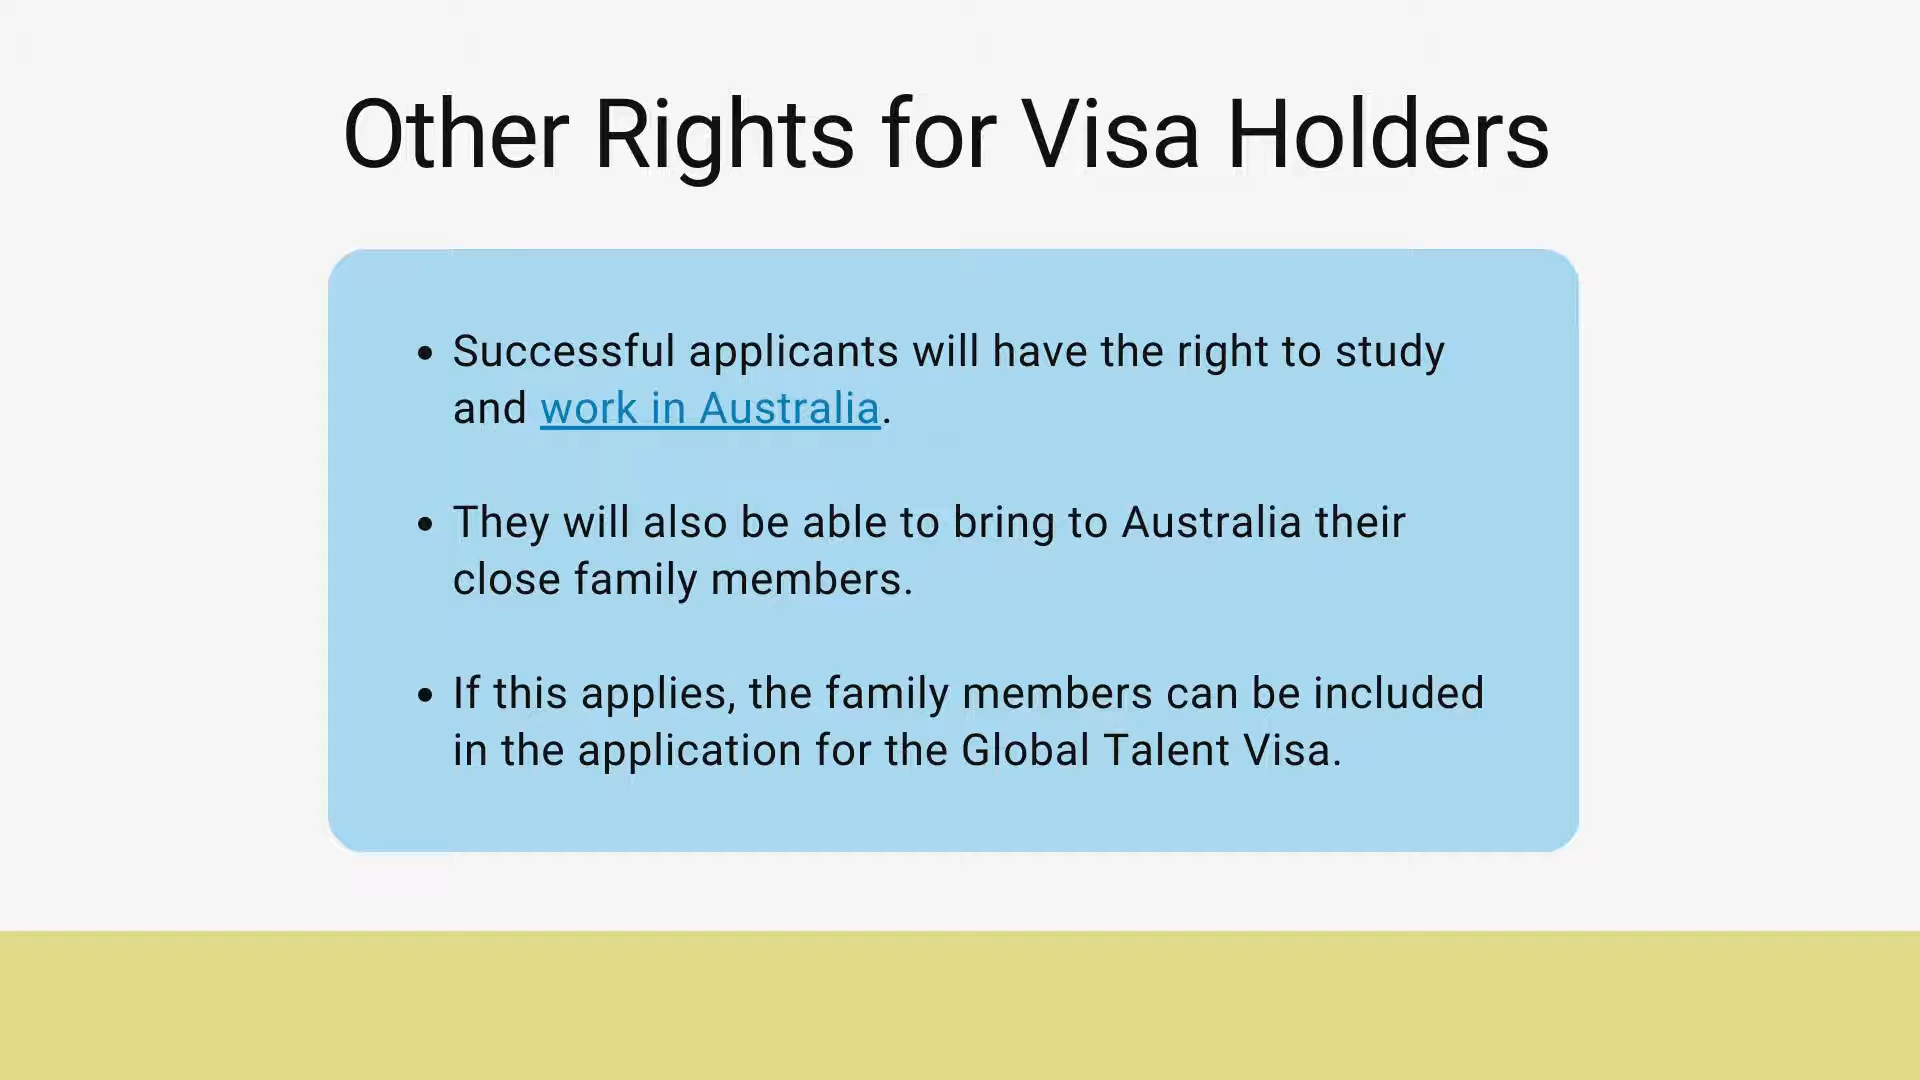 Other Rights for Visa Holders
• Successful applicants will have the right to study
and work in Australia.
• They will also be able to bring to Australia their
close family members.
• If this applies, the family members can be included
in the application for the Global Talent Visa.